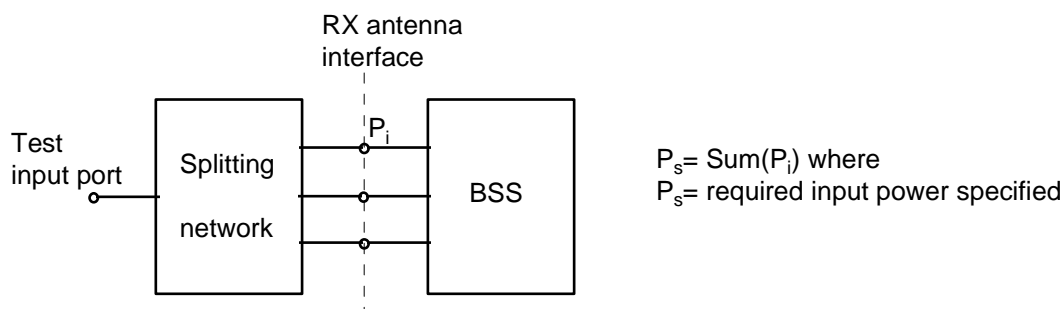 RX antenna
interface
Test
input port
Splitting
network
P_i
BSS
P_s= Sum(P_i) where
P_s= required input power specified